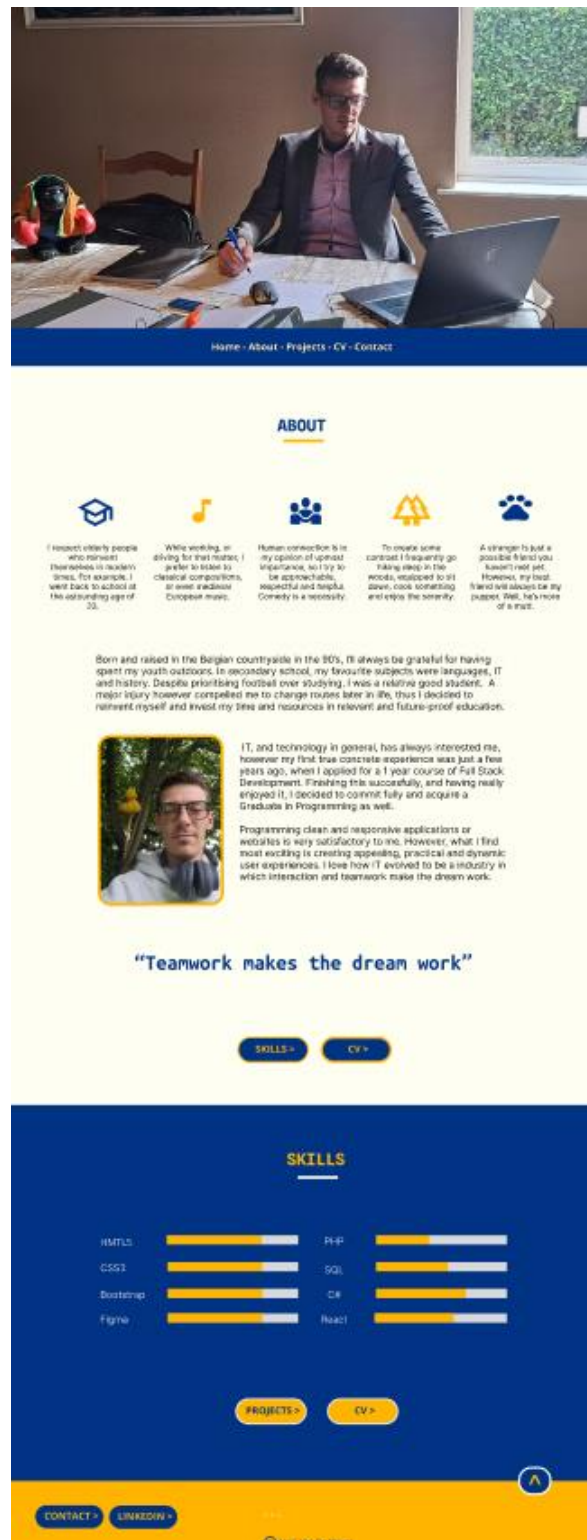 Home - About - Projects - CV - Contact
ABOUT
I respect elderly people
who reinvent
themselves in modern
times. For example, I
went back to school at
the astounding age of
30.
While working, or
driving for that matter, I
prefer to listen to
classical compositions,
or even medieval
European music.
Human connection is in
my opinion of upmost
importance, so I try to
be approachable,
respectful and helpful.
Comedy is a necessity.
To create some
contrast I frequently go
hiking deep in the
woods, equipped to sit
down, cook something
and enjoy the serenity.
A stranger is just a
possible friend you
haven't met yet.
However, my best
friend will always be my
pupper. Well, he's more
of a mutt.
Born and raised in the Belgian countryside in the 90's, I'll always be grateful for having
spent my youth outdoors. In secondary school, my favourite subjects were languages, IT
and history. Despite prioritising football over studying, I was a relative good student. A
major injury however compelled me to change routes later in life, thus I decided to
reinvent myself and invest my time and resources in relevant and future-proof education.
IT, and technology in general, has always interested me,
however my first true concrete experience was just a few
years ago, when I applied for a 1 year course of Full Stack
Development. Finishing this succesfully, and having really
enjoyed it, I decided to commit fully and acquire a
Graduate in Programming as well.
Programming clean and responsive applications or
websites is very satisfactory to me. However, what I find
most exciting is creating appealing, practical and dynamic
user experiences. I love how IT evolved to be a industry in
which interaction and teamwork make the dream work.
“Teamwork makes the dream work”
SKILLS >
CV >
SKILLS
HMTL5
PHP
CSS3
SQL
Bootstrap
C#
Figma
React
PROJECTS >
CV >
CONTACT >
LINKEDIN >